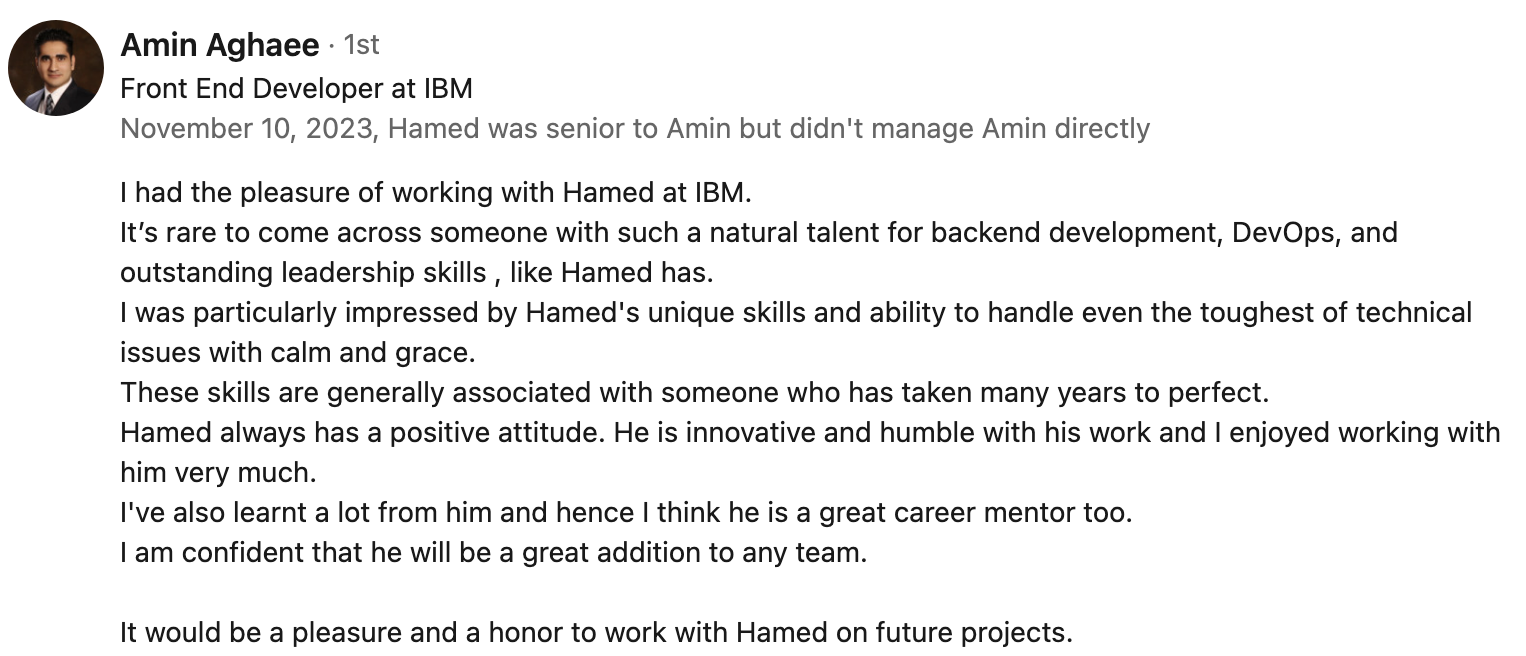 Amin Aghaee · 1st
Front End Developer at IBM
November 10, 2023, Hamed was senior to Amin but didn't manage Amin directly
I had the pleasure of working with Hamed at IBM.
It’s rare to come across someone with such a natural talent for backend development, DevOps, and
outstanding leadership skills , like Hamed has.
I was particularly impressed by Hamed's unique skills and ability to handle even the toughest of technical
issues with calm and grace.
These skills are generally associated with someone who has taken many years to perfect.
Hamed always has a positive attitude. He is innovative and humble with his work and I enjoyed working with
him very much.
I've also learnt a lot from him and hence I think he is a great career mentor too.
I am confident that he will be a great addition to any team.
It would be a pleasure and a honor to work with Hamed on future projects.